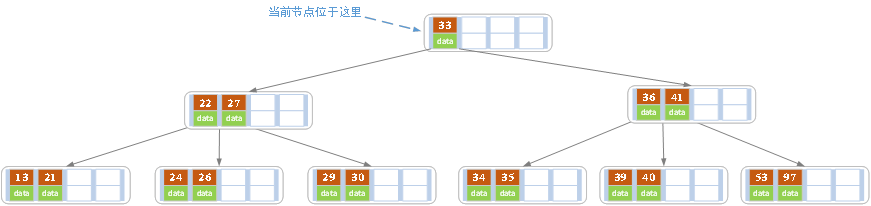 当前节点位于这里
33
data
22 27
data data
36 41
data data
13 21
data data
24 26
data data
29 30
data data
34 35
data data
39 40
data data
53 97
data data